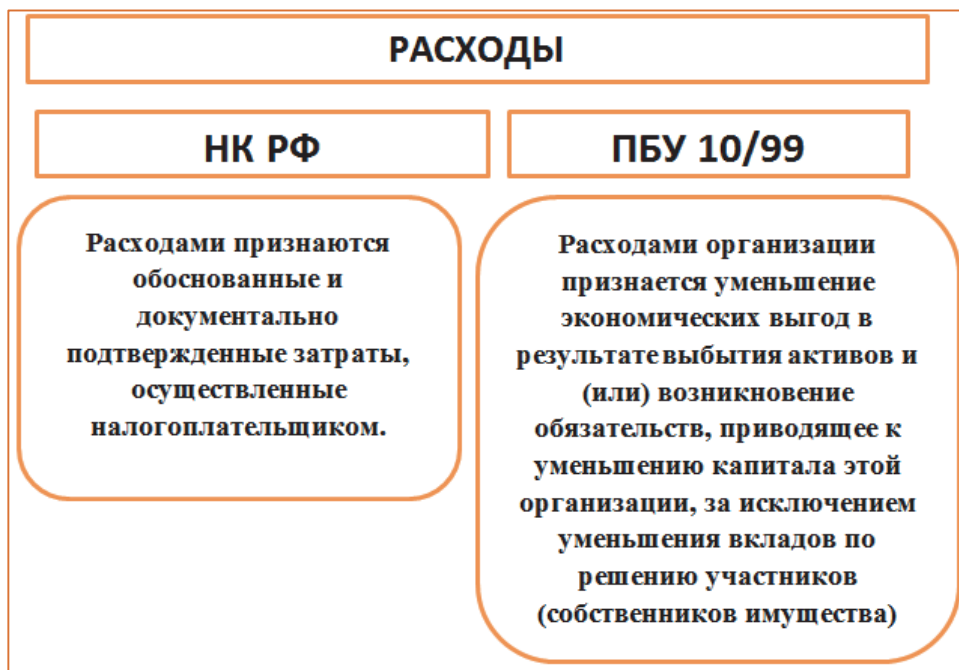 РАСХОДЫ
НК РФ
ПБУ 10/99
Расходами признаются
обоснованные и
документально
подтвержденные затраты,
осуществленные
налогоплательщиком.
Расходами организации
признается уменьшение
экономических выгод в
результате выбытия активов и
(или) возникновение
обязательств, приводящее к
уменьшению капитала этой
организации, за исключением
уменьшения вкладов по
решению участников
(собственников имущества)